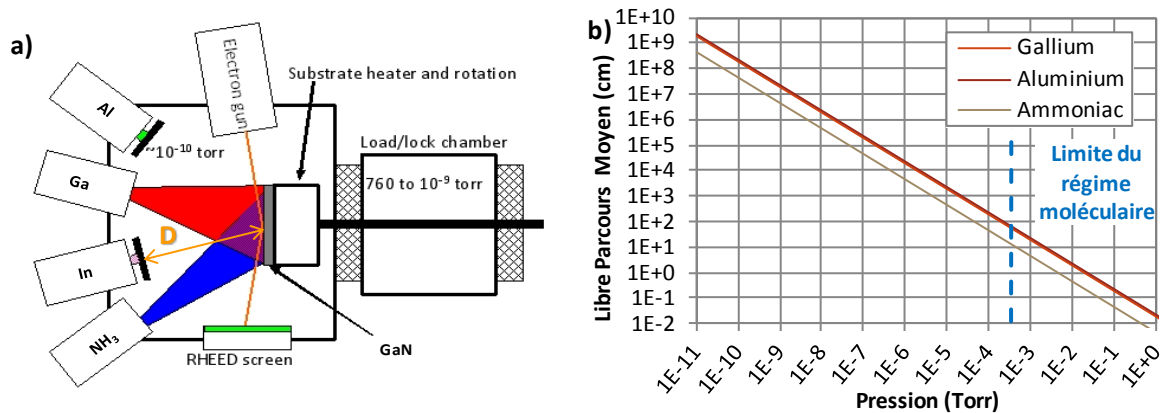 a)
Electron gun
Substrate heater and rotation
Al
~10⁻¹⁰ torr
Load/lock chamber
Ga
760 to 10⁻⁹ torr
D
In
NH₃
RHEED screen
GaN
b)
Libre Parcours Moyen (cm)
1E+10
1E+9
1E+8
1E+7
1E+6
1E+5
1E+4
1E+3
1E+2
1E+1
1E+0
1E-1
1E-2
Gallium
Aluminium
Ammoniac
Limite du
régime
moléculaire
1E-11
1E-10
1E-9
1E-8
1E-7
1E-6
1E-5
1E-4
1E-3
1E-2
1E-1
1E+0
Pression (Torr)